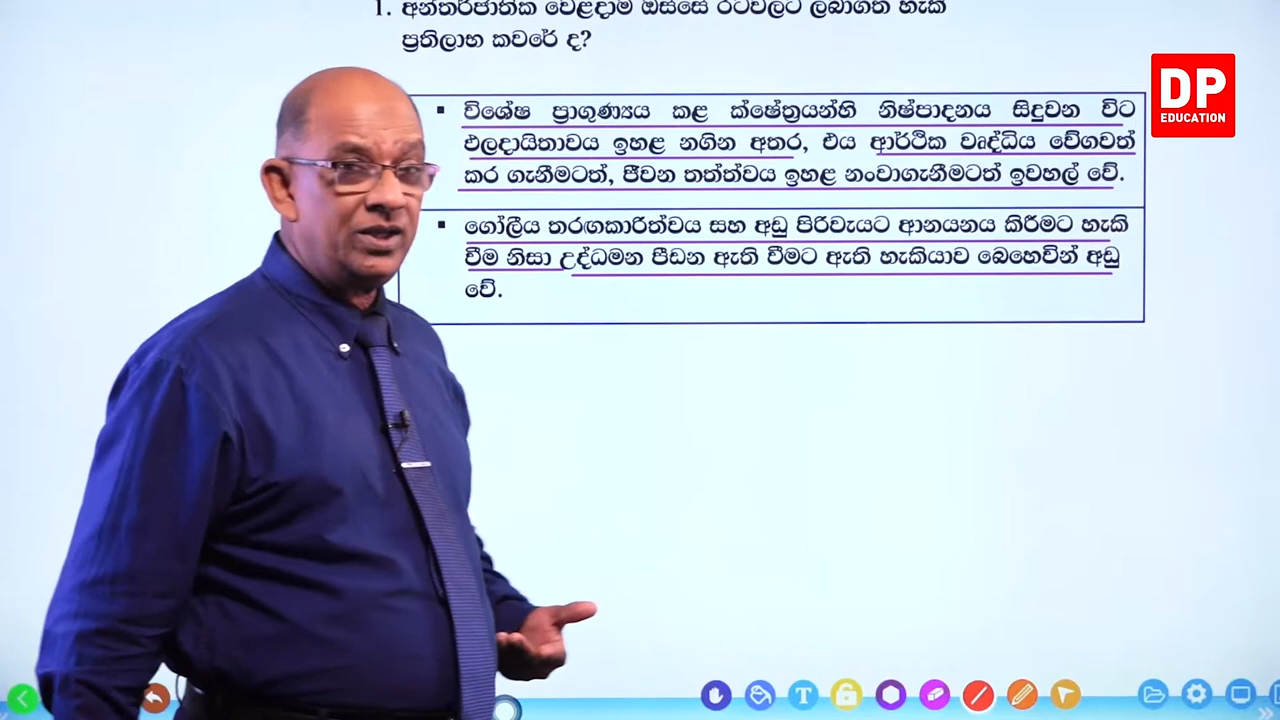 1. අන්තර්ජාතික වෙළඳාම ඔස්සේ රටවලට ලබාගත හැකි
ප්‍රතිලාභ කවරේ ද?
▪ විශේෂ ප්‍රාගුණ්‍යය කළ ක්ෂේත්‍රයන්හි නිෂ්පාදනය සිදුවන විට
ඵලදායිතාවය ඉහළ නගින අතර, එය ආර්ථික වෘද්ධිය වේගවත්
කර ගැනීමටත්, ජීවන තත්ත්වය ඉහළ නංවාගැනීමටත් ඉවහල් වේ.
▪ ගෝලීය තරඟකාරිත්වය සහ අඩු පිරිවැයට ආනයනය කිරීමට හැකි
වීම නිසා උද්ධමන පීඩන ඇති වීමට ඇති හැකියාව බෙහෙවින් අඩු
වේ.
DP
EDUCATION
T